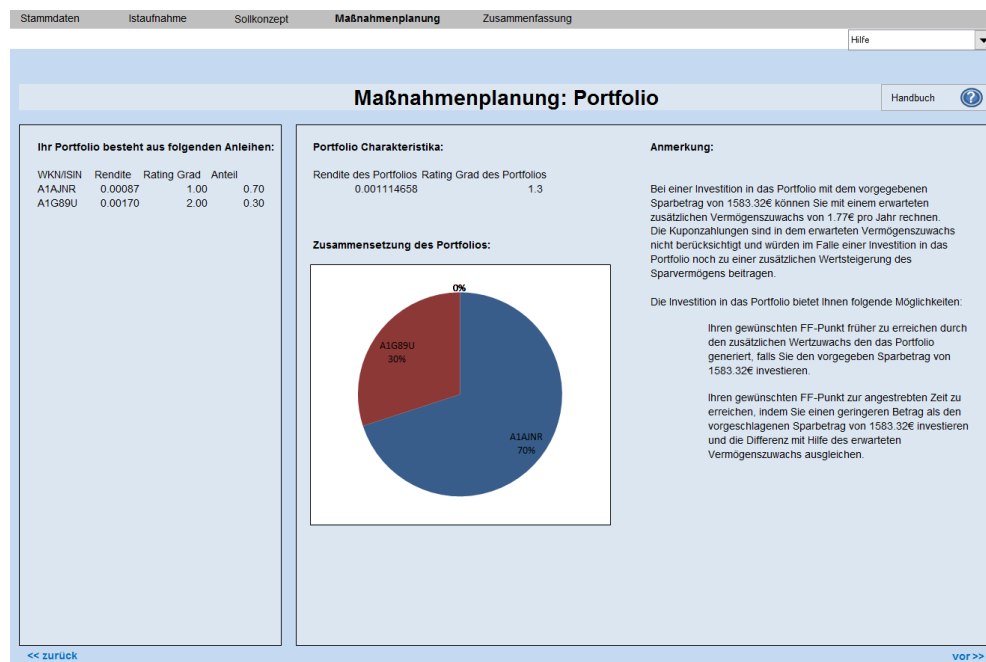 Stammdaten Istaufnahme Sollkonzept Maßnahmenplanung Zusammenfassung
Hilfe
Maßnahmenplanung: Portfolio
Handbuch ?
Ihr Portfolio besteht aus folgenden Anleihen:
WKN/ISIN Rendite Rating Grad Anteil
A1AJNR 0.00087 1.00 0.70
A1G89U 0.00170 2.00 0.30
Portfolio Charakteristika:
Rendite des Portfolios Rating Grad des Portfolios
0.001114658 1.3
Zusammensetzung des Portfolios:
0%
A1G89U
30%
A1AJNR
70%
Anmerkung:
Bei einer Investition in das Portfolio mit dem vorgegebenen
Sparbetrag von 1583.32€ können Sie mit einem erwarteten
zusätzlichen Vermögenszuwachs von 1.77€ pro Jahr rechnen.
Die Kuponzahlungen sind in dem erwarteten Vermögenszuwachs
nicht berücksichtigt und würden im Falle einer Investition in das
Portfolio noch zu einer zusätzlichen Wertsteigerung des
Sparvermögens beitragen.
Die Investition in das Portfolio bietet Ihnen folgende Möglichkeiten:
Ihren gewünschten FF-Punkt früher zu erreichen durch
den zusätzlichen Wertzuwachs den das Portfolio
generiert, falls Sie den vorgegeben Sparbetrag von
1583.32€ investieren.
Ihren gewünschten FF-Punkt zur angestrebten Zeit zu
erreichen, indem Sie einen geringeren Betrag als den
vorgeschlagenen Sparbetrag von 1583.32€ investieren
und die Differenz mit Hilfe des erwarteten
Vermögenszuwachs ausgleichen.
<< zurück
vor >>